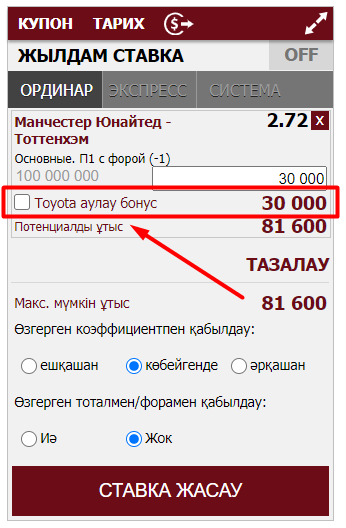 КУПОН ТАРИХ $
ЖЫЛДАМ СТАВКА OFF
ОРДИНАР ЭКСПРЕСС СИСТЕМА
Манчестер Юнайтед - 2.72 X
Тоттенхэм
Основные. П1 с форой (-1)
100 000 000 30 000
Toyota аулау бонус 30 000
Потенциалды ұтыс 81 600
ТАЗАЛАУ
Макс. мүмкін ұтыс 81 600
Өзгерген коэффициентпен қабылдау:
ешқашан көбейгенде әрқашан
Өзгерген тоталмен/форамен қабылдау:
Иә Жок
СТАВКА ЖАСАУ